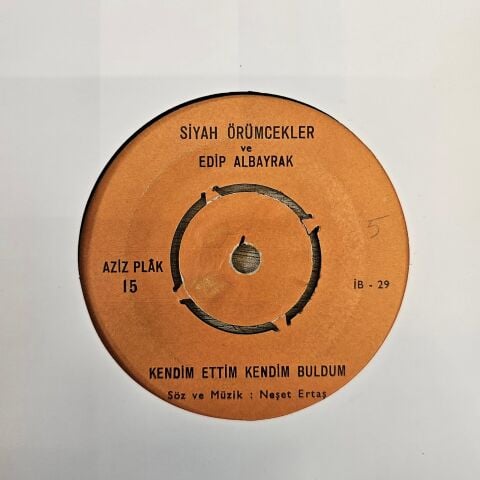 SİYAH ÖRÜMCEKLER
ve
EDİP ALBAYRAK
5
AZİZ PLÂK
15
İB - 29
KENDİM ETTİM KENDİM BULDUM
Söz ve Müzik : Neşet Ertaş